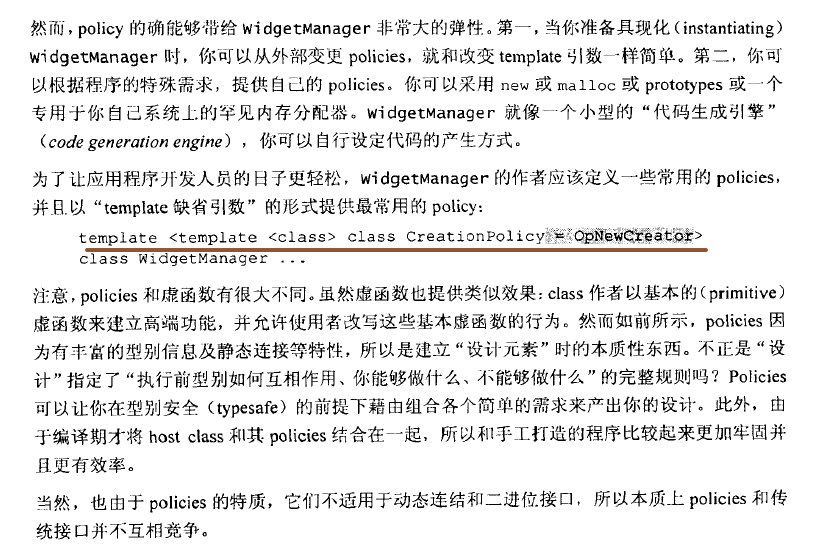 然而，policy 的确能够带给 WidgetManager 非常大的弹性。第一，当你准备具现化（instantiating）
WidgetManager 时，你可以从外部变更 policies，就和改变 template 引数一样简单。第二，你可
以根据程序的特殊需求，提供自己的 policies。你可以采用 new 或 malloc 或 prototypes 或一个
专用于你自己系统上的罕见内存分配器。WidgetManager 就像一个小型的“代码生成引擎”
（code generation engine），你可以自行设定代码的产生方式。
为了让应用程序开发人员的日子更轻松，WidgetManager 的作者应该定义一些常用的 policies，
并且以“template 缺省引数”的形式提供最常用的 policy：
template <template <class> class CreationPolicy = OpNewCreator>
class WidgetManager ...
注意，policies 和虚函数有很大不同。虽然虚函数也提供类似效果：class 作者以基本的（primitive）
虚函数来建立高端功能，并允许使用者改写这些基本虚函数的行为。然而如前所示，policies 因
为有丰富的型别信息及静态连接等特性，所以是建立“设计元素”时的本质性东西。不正是“设
计”指定了“执行前型别如何互相作用、你能够做什么、不能够做什么”的完整规则吗？Policies
可以让你在型别安全（typesafe）的前提下藉由组合各个简单的需求来产出你的设计。此外，由
于编译期才将 host class 和其 policies 结合在一起，所以和手工打造的程序比较起来更加牢固并
且更有效率。
当然，也由于 policies 的特质，它们不适用于动态连结和二进位接口，所以本质上 policies 和传
统接口并不互相竞争。